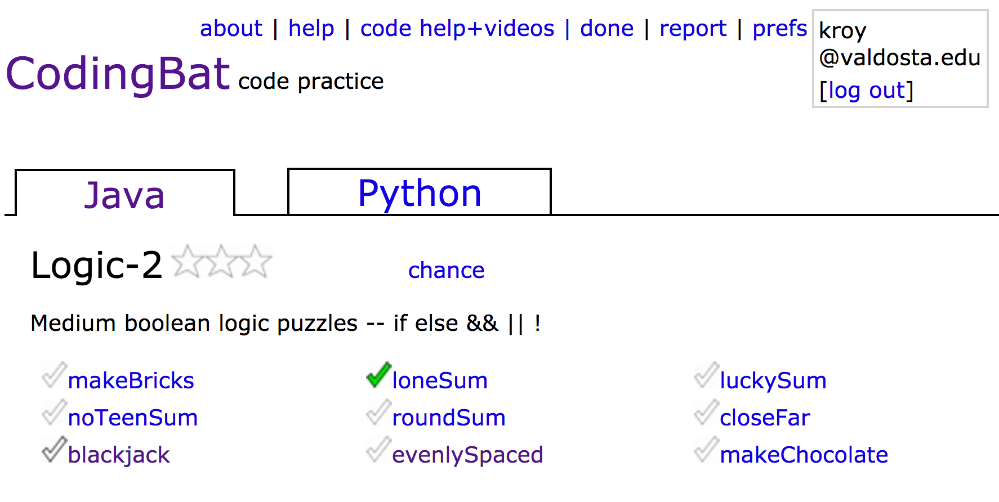 about | help | code help+videos | done | report | prefs
kroy
@valdosta.edu
[log out]
CodingBat code practice
Java
Python
Logic-2
chance
Medium boolean logic puzzles -- if else && || !
makeBricks loneSum luckySum
noTeenSum roundSum closeFar
blackjack evenlySpaced makeChocolate